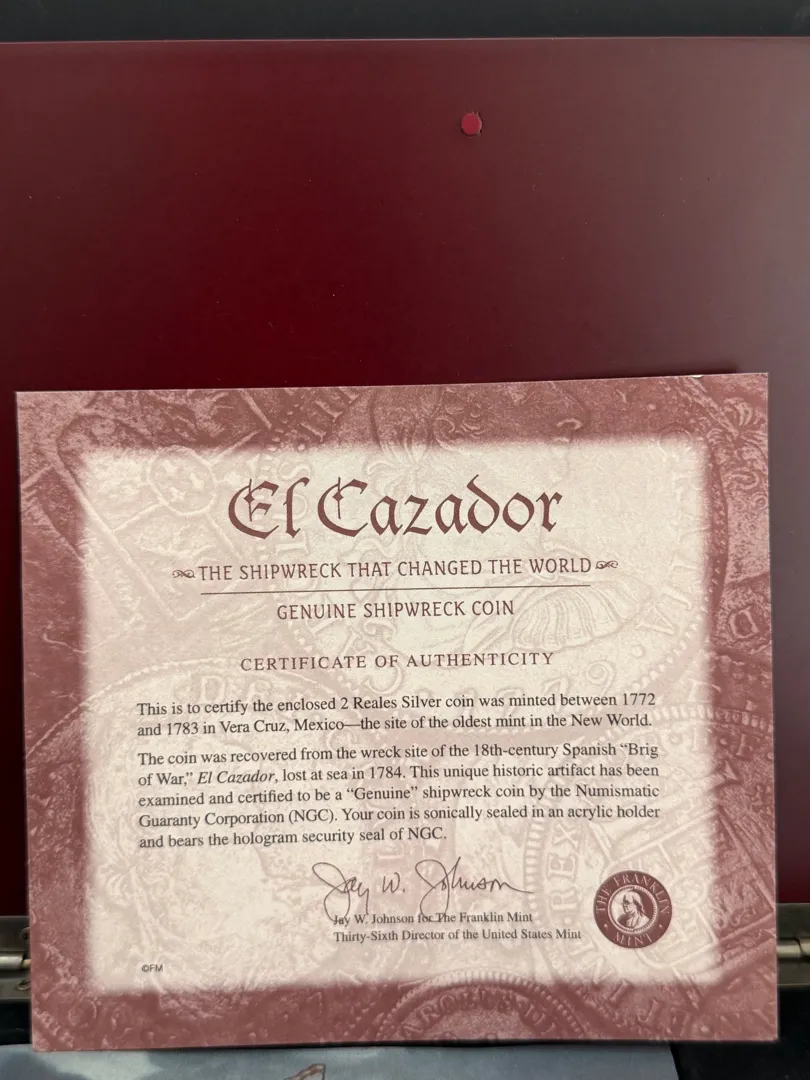 El Cazador
THE SHIPWRECK THAT CHANGED THE WORLD
GENUINE SHIPWRECK COIN
CERTIFICATE OF AUTHENTICITY
This is to certify the enclosed 2 Reales Silver coin was minted between 1772
and 1783 in Vera Cruz, Mexico—the site of the oldest mint in the New World.
The coin was recovered from the wreck site of the 18th-century Spanish “Brig
of War,” El Cazador, lost at sea in 1784. This unique historic artifact has been
examined and certified to be a “Genuine” shipwreck coin by the Numismatic
Guaranty Corporation (NGC). Your coin is sonically sealed in an acrylic holder
and bears the hologram security seal of NGC.
Jay W. Johnson
Jay W. Johnson for The Franklin Mint
Thirty-Sixth Director of the United States Mint
THE FRANKLIN MINT
©FM